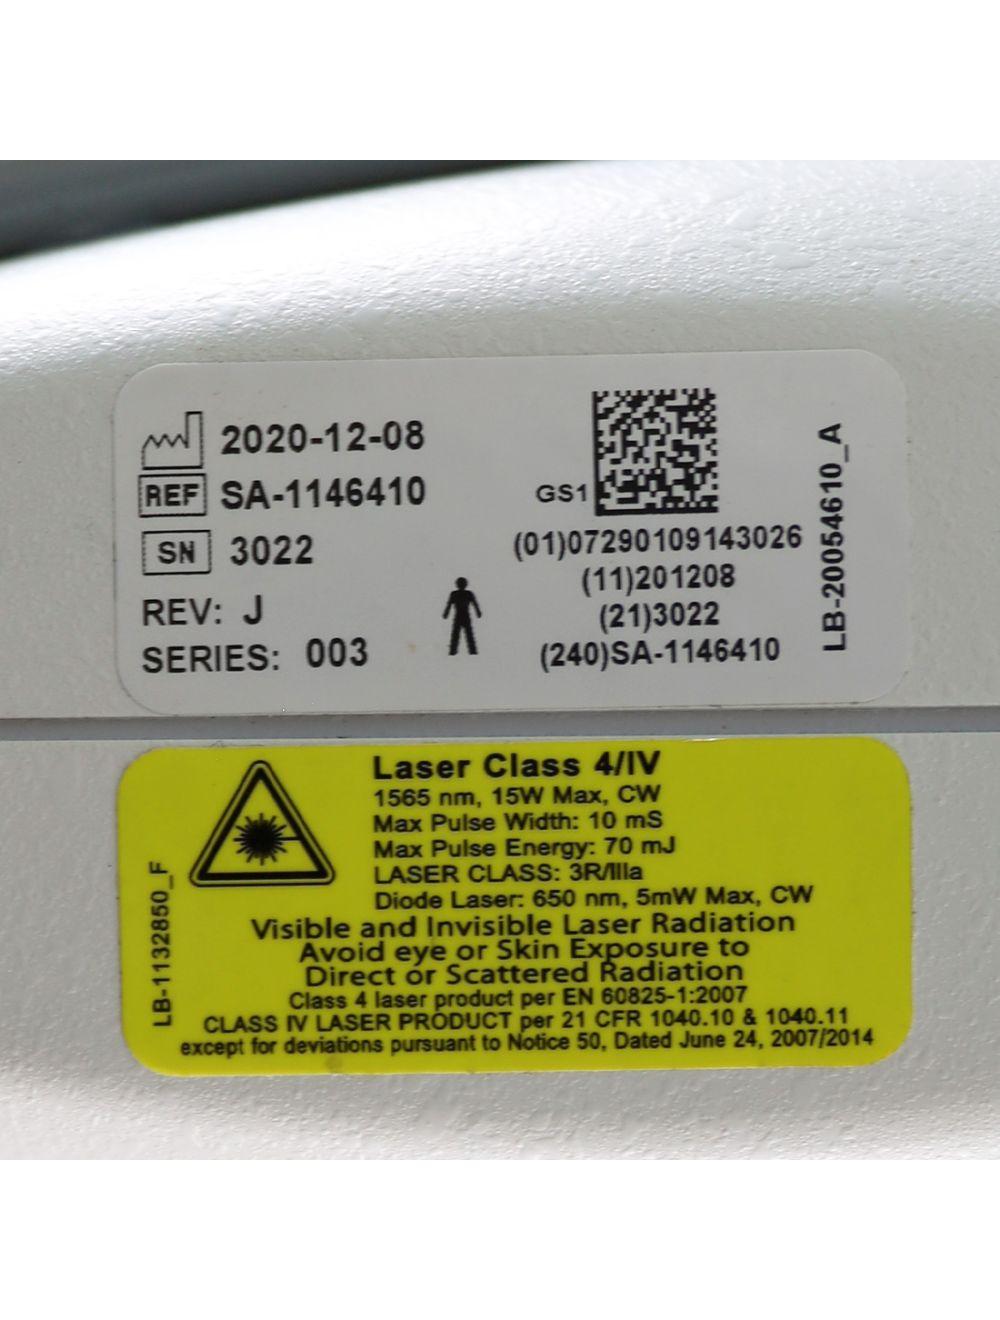 2020-12-08
REF SA-1146410
SN 3022
REV: J
SERIES: 003
GS1
(01)07290109143026
(11)201208
(21)3022
(240)SA-1146410
LB-20054610_A
Laser Class 4/IV
1565 nm, 15W Max, CW
Max Pulse Width: 10 mS
Max Pulse Energy: 70 mJ
LASER CLASS: 3R/IIIa
Diode Laser: 650 nm, 5mW Max, CW
Visible and Invisible Laser Radiation
Avoid eye or Skin Exposure to
Direct or Scattered Radiation
Class 4 laser product per EN 60825-1:2007
CLASS IV LASER PRODUCT per 21 CFR 1040.10 & 1040.11
except for deviations pursuant to Notice 50, Dated June 24, 2007/2014
LB-1132850_F